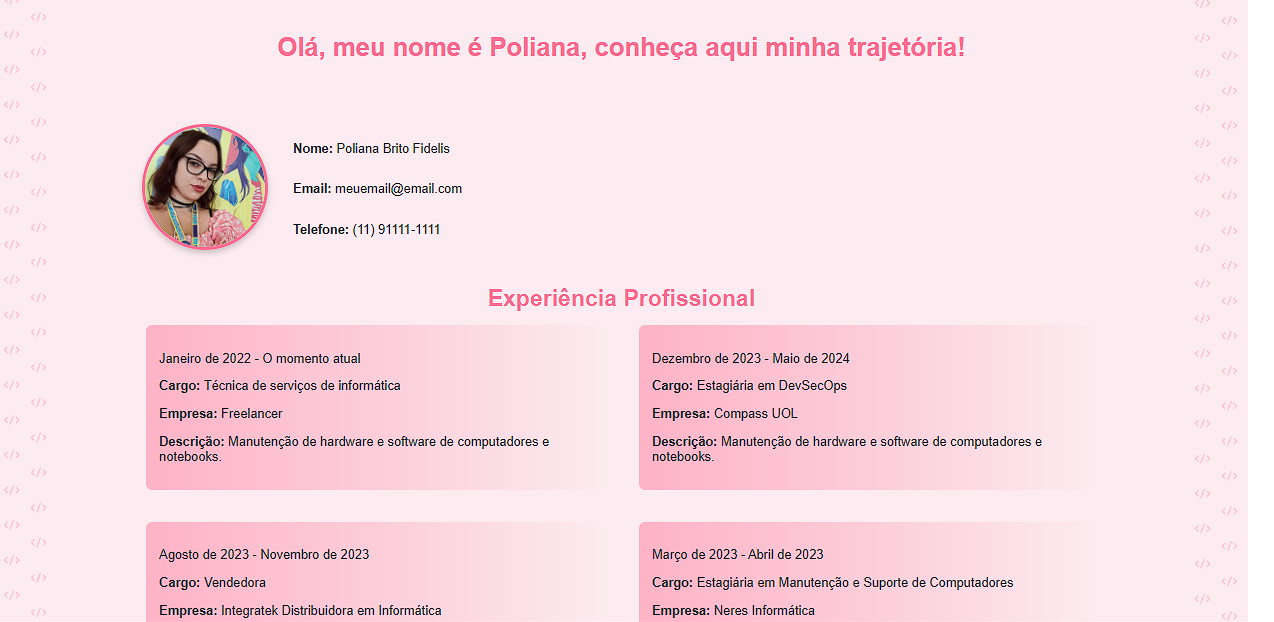 Olá, meu nome é Poliana, conheça aqui minha trajetória!
Nome: Poliana Brito Fidelis
Email: meuemail@email.com
Telefone: (11) 91111-1111
Experiência Profissional
Janeiro de 2022 - O momento atual
Cargo: Técnica de serviços de informática
Empresa: Freelancer
Descrição: Manutenção de hardware e software de computadores e
notebooks.
Dezembro de 2023 - Maio de 2024
Cargo: Estagiária em DevSecOps
Empresa: Compass UOL
Descrição: Manutenção de hardware e software de computadores e
notebooks.
Agosto de 2023 - Novembro de 2023
Cargo: Vendedora
Empresa: Integratek Distribuidora em Informática
Março de 2023 - Abril de 2023
Cargo: Estagiária em Manutenção e Suporte de Computadores
Empresa: Neres Informática